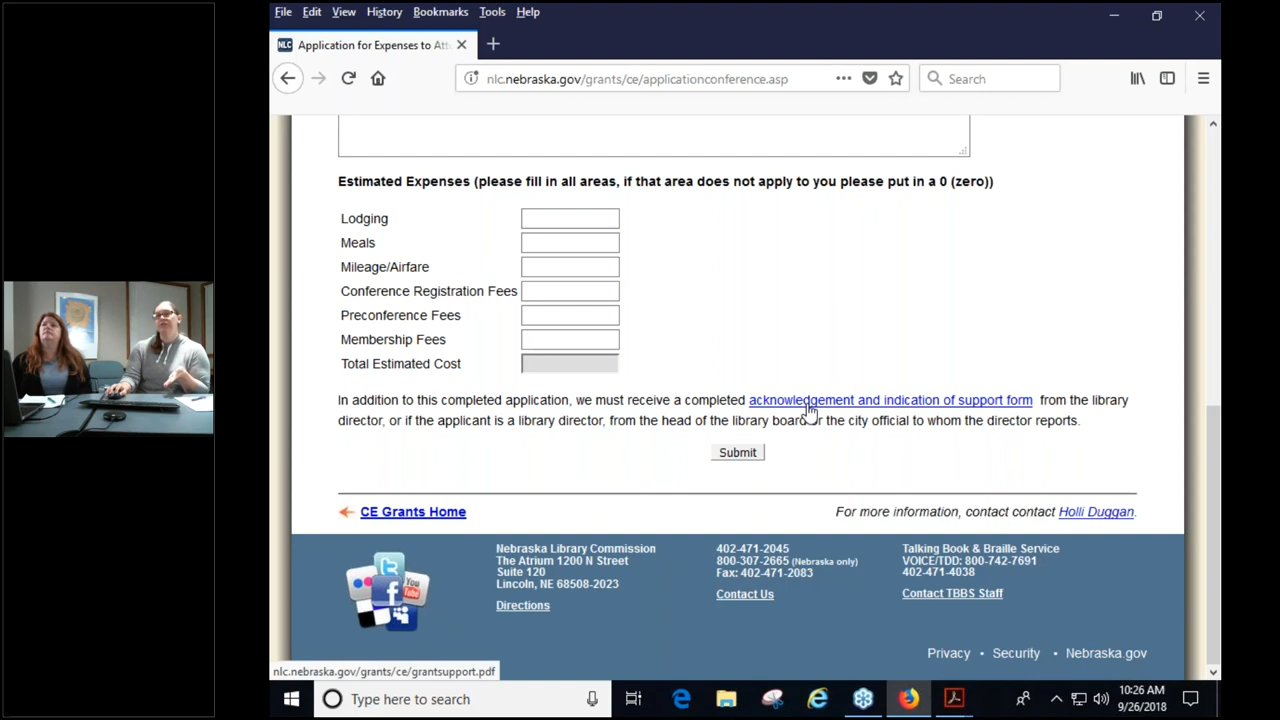 File Edit View History Bookmarks Tools Help
NLC Application for Expenses to Att
nlc.nebraska.gov/grants/ce/applicationconference.asp
Search
Estimated Expenses (please fill in all areas, if that area does not apply to you please put in a 0 (zero))
Lodging
Meals
Mileage/Airfare
Conference Registration Fees
Preconference Fees
Membership Fees
Total Estimated Cost
In addition to this completed application, we must receive a completed acknowledgement and indication of support form from the library
director, or if the applicant is a library director, from the head of the library board or the city official to whom the director reports.
Submit
CE Grants Home
For more information, contact contact Holli Duggan.
Nebraska Library Commission
The Atrium 1200 N Street
Suite 120
Lincoln, NE 68508-2023
Directions
402-471-2045
800-307-2665 (Nebraska only)
Fax: 402-471-2083
Contact Us
Talking Book & Braille Service
VOICE/TDD: 800-742-7691
402-471-4038
Contact TBBS Staff
You
Privacy • Security • Nebraska.gov
nlc.nebraska.gov/grants/ce/grantsupport.pdf
Type here to search
10:26 AM
9/26/2018